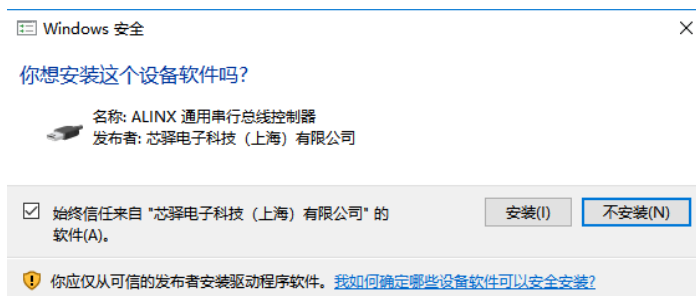 Windows 安全
你想安装这个设备软件吗?
名称: ALINX 通用串行总线控制器
发布者: 芯驿电子科技（上海）有限公司
始终信任来自 "芯驿电子科技（上海）有限公司" 的
软件(A)。
安装(I)
不安装(N)
你应仅从可信的发布者安装驱动程序软件。我如何确定哪些设备软件可以安全安装?